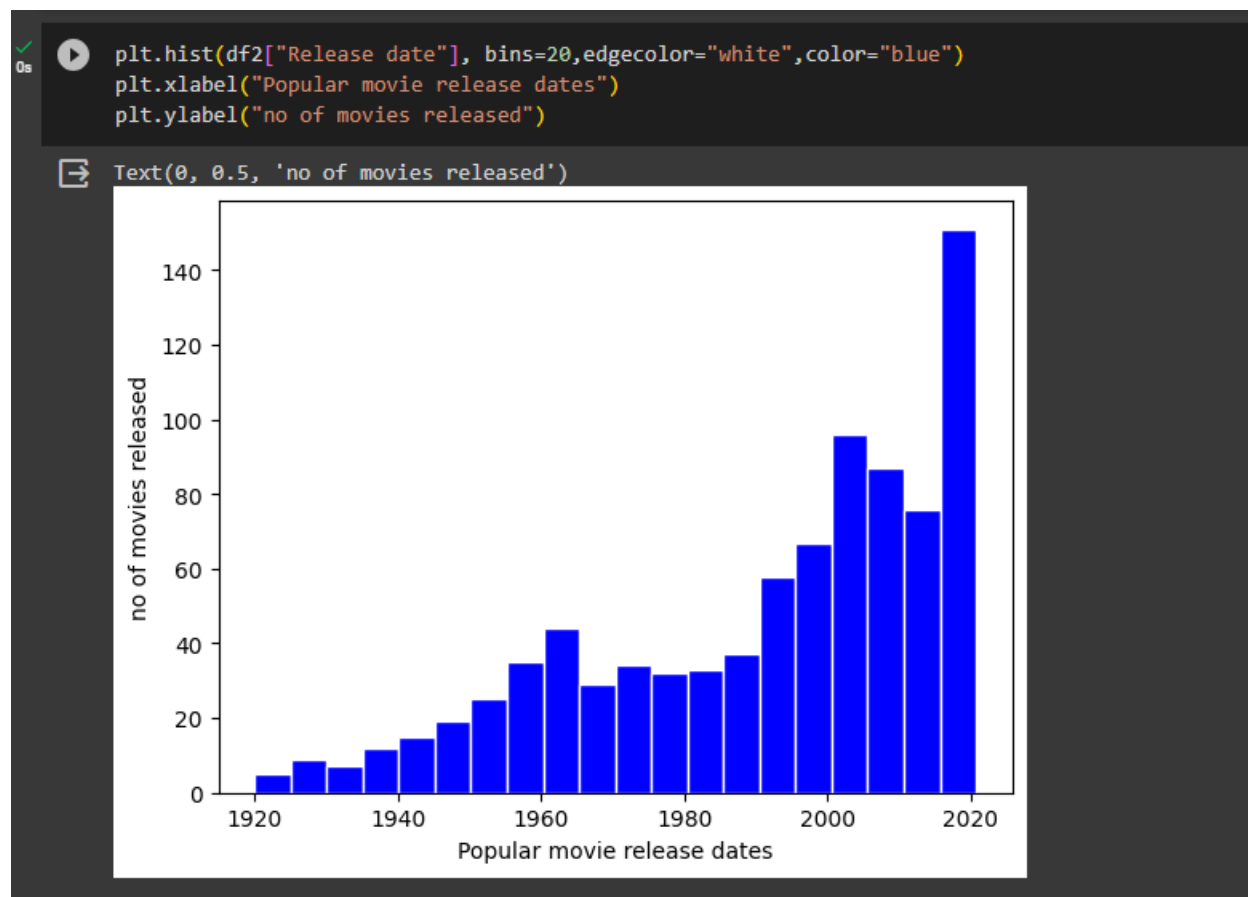 plt.hist(df2["Release date"], bins=20,edgecolor="white",color="blue")
0s
plt.xlabel("Popular movie release dates")
plt.ylabel("no of movies released")
Text(0, 0.5, 'no of movies released')
140
120
100
80
60
40
20
0
no of movies released
1920 1940 1960 1980 2000 2020
Popular movie release dates